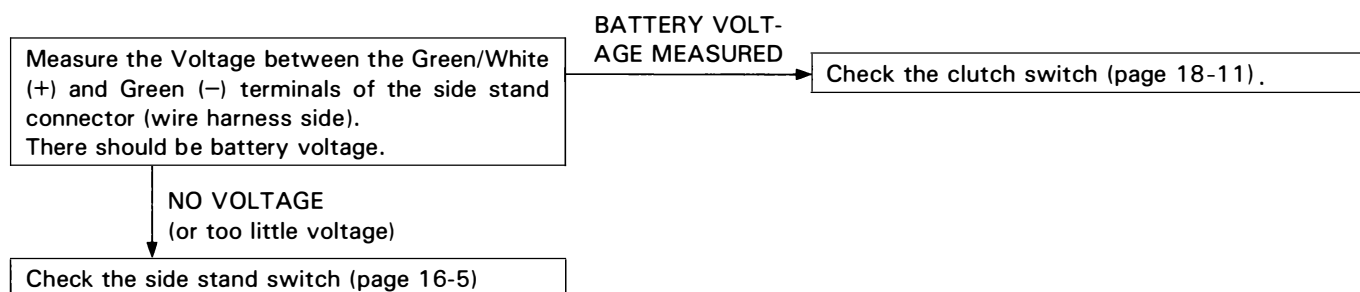 BATTERY VOLT-
AGE MEASURED
Measure the Voltage between the Green/White
(+) and Green (−) terminals of the side stand
connector (wire harness side).
There should be battery voltage.
Check the clutch switch (page 18-11).
NO VOLTAGE
(or too little voltage)
Check the side stand switch (page 16-5)